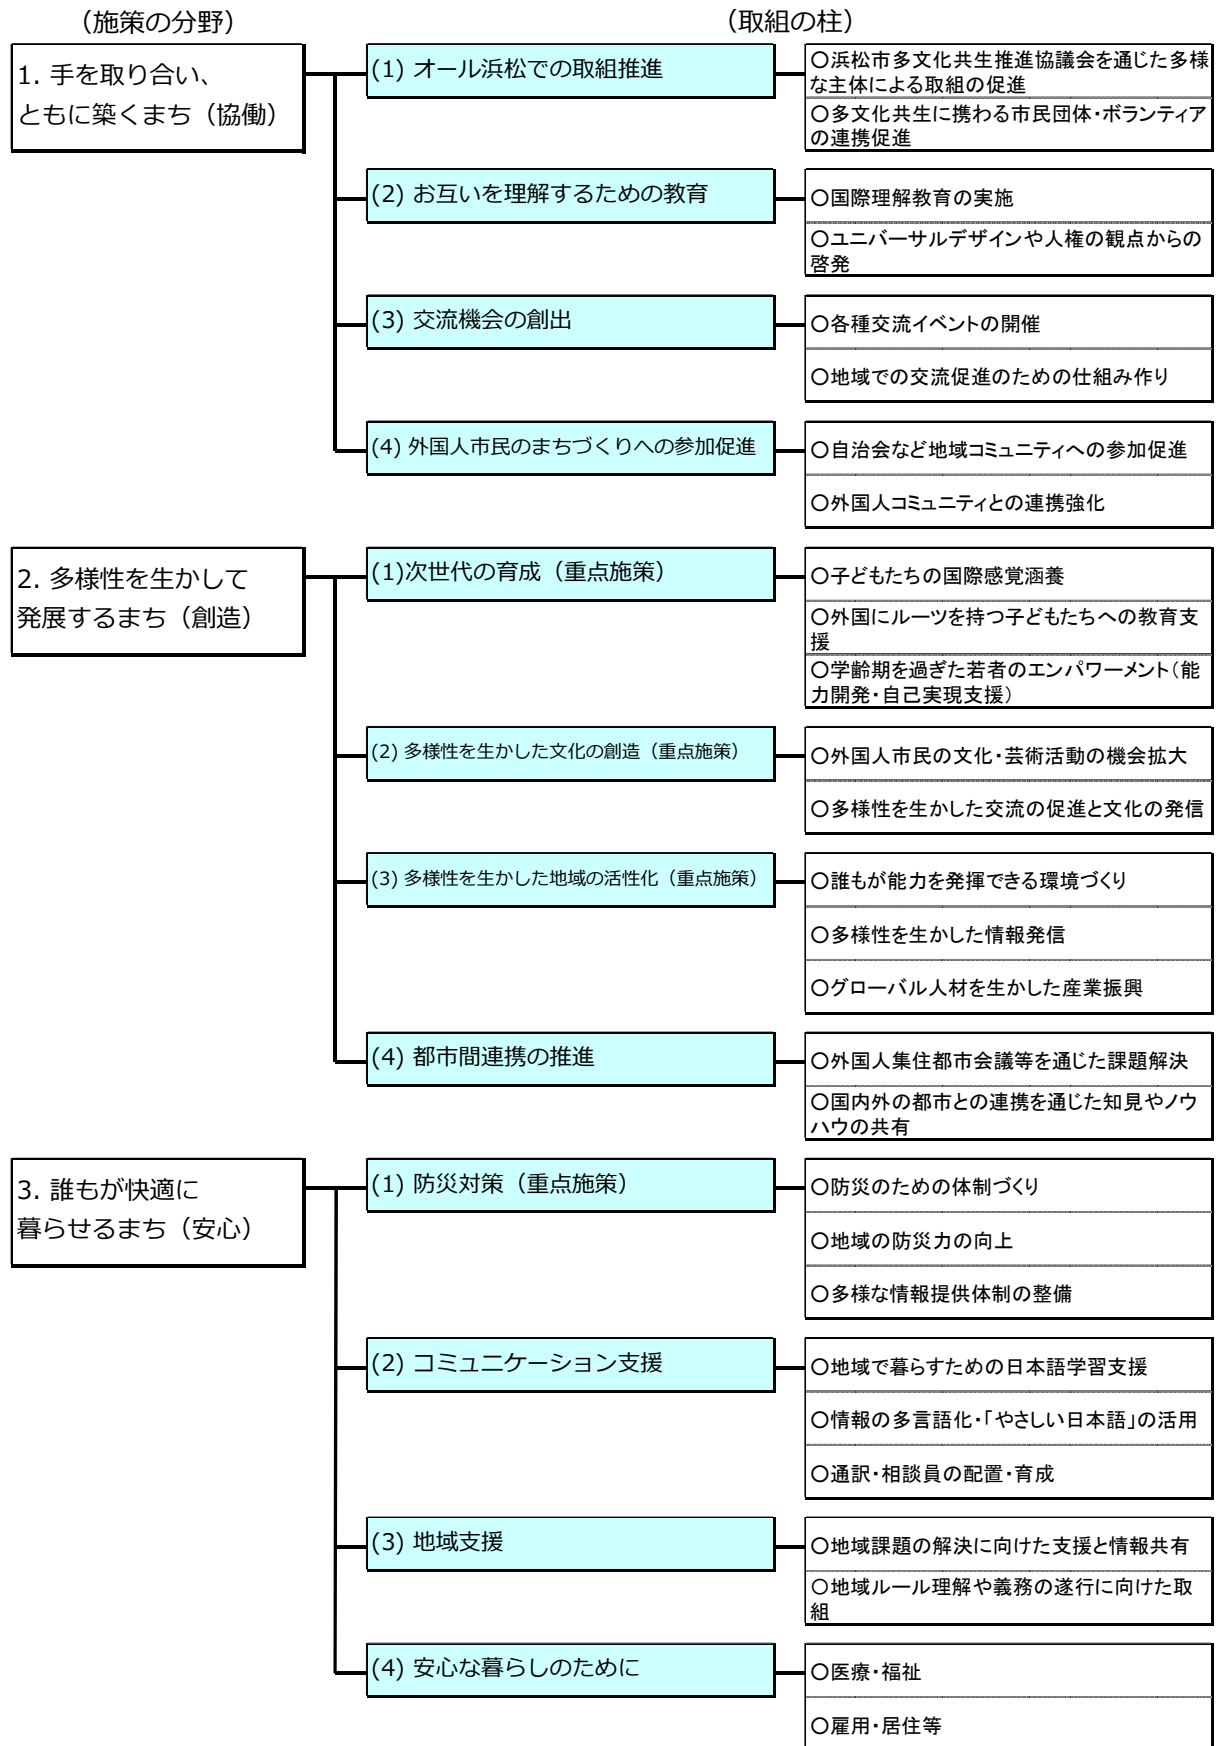 （施策の分野）
（取組の柱）
1. 手を取り合い、
ともに築くまち（協働）
(1) オール浜松での取組推進
○浜松市多文化共生推進協議会を通じた多様
な主体による取組の促進
○多文化共生に携わる市民団体・ボランティア
の連携促進
(2) お互いを理解するための教育
○国際理解教育の実施
○ユニバーサルデザインや人権の観点からの
啓発
(3) 交流機会の創出
○各種交流イベントの開催
○地域での交流促進のための仕組み作り
(4) 外国人市民のまちづくりへの参加促進
○自治会など地域コミュニティへの参加促進
○外国人コミュニティとの連携強化
2. 多様性を生かして
発展するまち（創造）
(1)次世代の育成（重点施策）
○子どもたちの国際感覚涵養
○外国にルーツを持つ子どもたちへの教育支
援
○学齢期を過ぎた若者のエンパワーメント（能
力開発・自己実現支援）
(2) 多様性を生かした文化の創造（重点施策）
○外国人市民の文化・芸術活動の機会拡大
○多様性を生かした交流の促進と文化の発信
(3) 多様性を生かした地域の活性化（重点施策）
○誰もが能力を発揮できる環境づくり
○多様性を生かした情報発信
○グローバル人材を生かした産業振興
(4) 都市間連携の推進
○外国人集住都市会議等を通じた課題解決
○国内外の都市との連携を通じた知見やノウ
ハウの共有
3. 誰もが快適に
暮らせるまち（安心）
(1) 防災対策（重点施策）
○防災のための体制づくり
○地域の防災力の向上
○多様な情報提供体制の整備
(2) コミュニケーション支援
○地域で暮らすための日本語学習支援
○情報の多言語化・「やさしい日本語」の活用
○通訳・相談員の配置・育成
(3) 地域支援
○地域課題の解決に向けた支援と情報共有
○地域ルール理解や義務の遂行に向けた取
組
(4) 安心な暮らしのために
○医療・福祉
○雇用・居住等